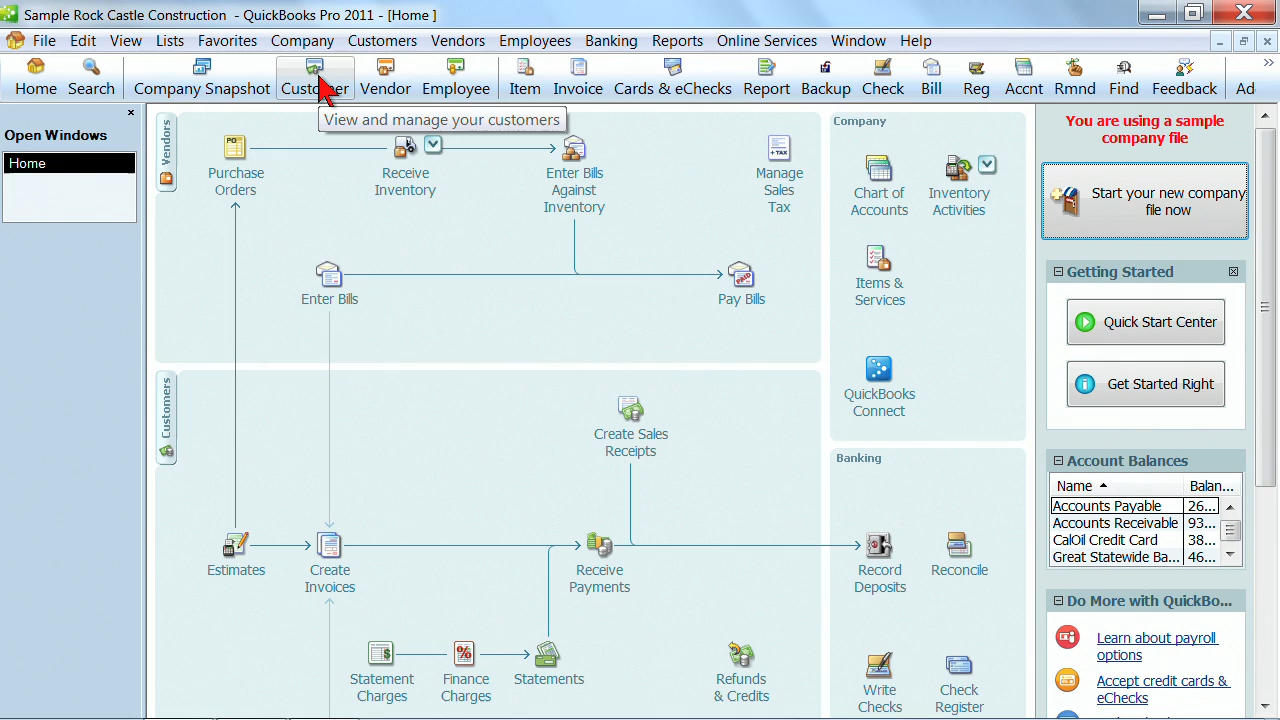 Sample Rock Castle Construction - QuickBooks Pro 2011 - [Home ]
File Edit View Lists Favorites Company Customers Vendors Employees Banking Reports Online Services Window Help
Home Search Company Snapshot Customer Vendor Employee Item Invoice Cards & eChecks Report Backup Check Bill Reg Accnt Rmnd Find Feedback Ad
View and manage your customers
Open Windows
Home
Vendors
PO
Purchase
Orders
Receive
Inventory
Enter Bills
Against
Inventory
+ TAX
Manage
Sales
Tax
Enter Bills
Pay Bills
Customers
Create Sales
Receipts
Estimates
Create
Invoices
Receive
Payments
Statement
Charges
Finance
Charges
Statements
Refunds
& Credits
Company
Chart of
Accounts
Inventory
Activities
Items &
Services
QuickBooks
Connect
Banking
Record
Deposits
Reconcile
Write
Checks
Check
Register
You are using a sample
company file
Start your new company
file now
Getting Started
Quick Start Center
Get Started Right
Account Balances
Name Balan...
Accounts Payable 26...
Accounts Receivable 93...
CalOil Credit Card 38...
Great Statewide Ba... 46...
Do More with QuickBo...
Learn about payroll
options
Accept credit cards &
eChecks